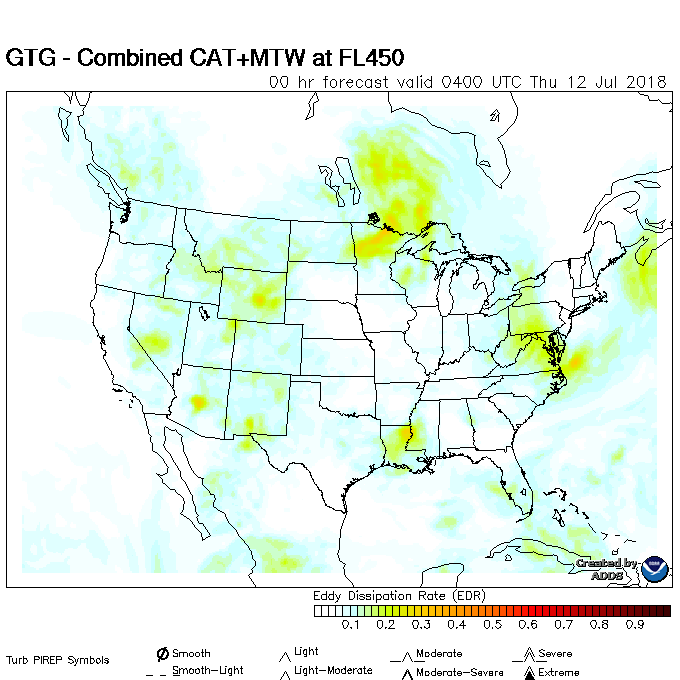 GTG - Combined CAT+MTW at FL450
00 hr forecast valid 0400 UTC Thu 12 Jul 2018
Created by
ADDS
NOAA
Eddy Dissipation Rate (EDR)
0.1 0.2 0.3 0.4 0.5 0.6 0.7 0.8 0.9
Turb PIREP Symbols
Smooth Light Moderate Severe
Smooth-Light Light-Moderate Moderate-Severe Extreme